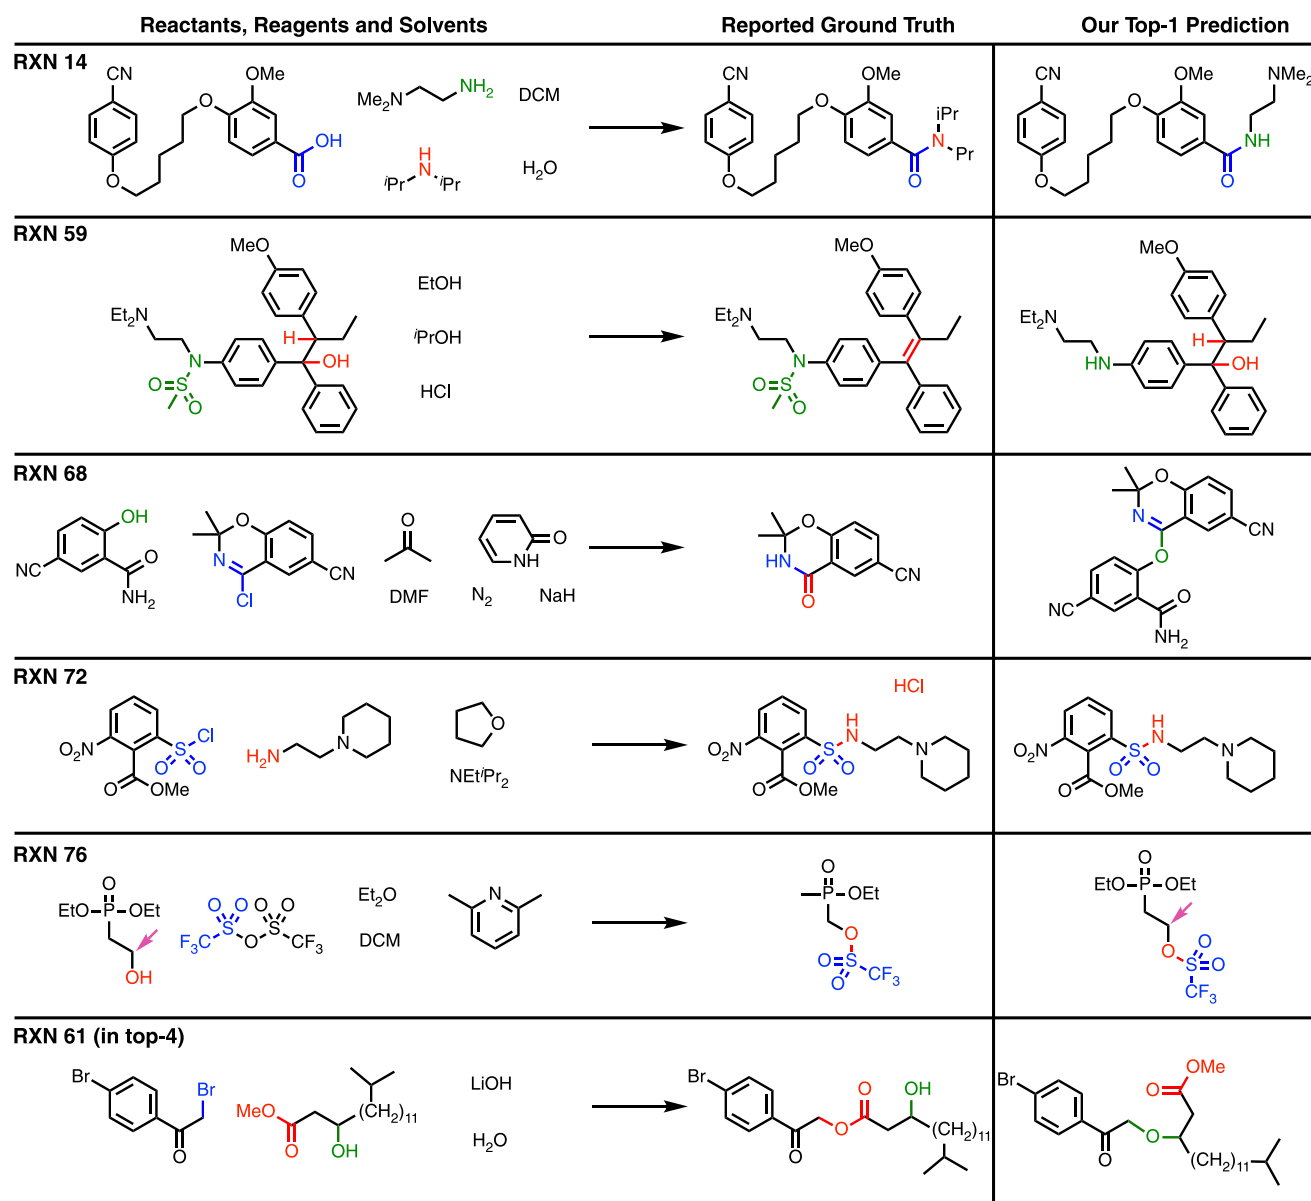 Reactants, Reagents and Solvents Reported Ground Truth Our Top-1 Prediction
RXN 14
CN OMe O OH O O
Me2N NH2 DCM
H N iPr iPr H2O
CN OMe O O iPr N iPr O
CN OMe O O NMe2 NH O
RXN 59
MeO Et2N H OH N O S O
EtOH
iPrOH
HCl
MeO Et2N N O S O
MeO Et2N H OH HN
RXN 68
OH NC O NH2
O N Cl CN
O
DMF N2 NaH
O NH
O HN O CN
O N CN O NC O NH2
RXN 72
O2N Cl S O O O OMe
H2N N
O
NEtiPr2
HCl
O2N H N S O O O OMe N
O2N H N S O O O OMe N
RXN 76
O EtO P OEt OH
O O O O F3C S O S CF3
Et2O
DCM
N
O P OEt O O S O CF3
O EtO P OEt O O S O CF3
RXN 61 (in top-4)
Br Br O
MeO O OH (CH2)11
LiOH
H2O
Br O O O OH (CH2)11
Br O O OMe O (CH2)11